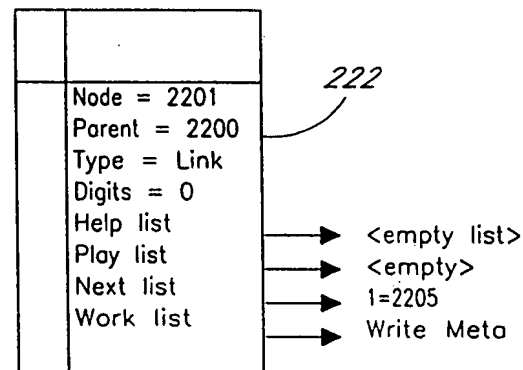 222
Node = 2201
Parent = 2200
Type = Link
Digits = 0
Help list
<empty list>
Play list
<empty>
Next list
1=2205
Work list
Write Meta